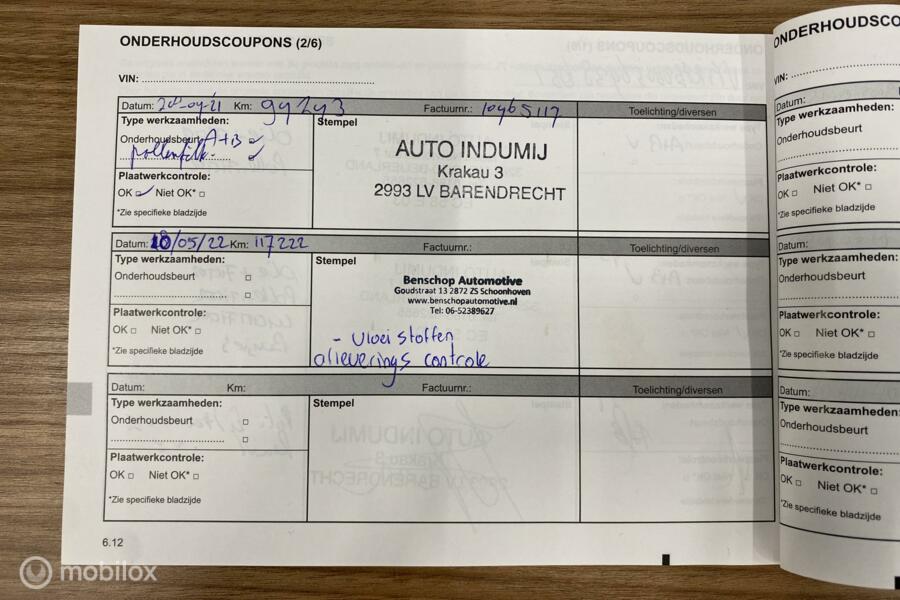 ONDERHOUDSCOUPONS (2/6)
VIN:
Datum: Km: 99243 Factuurnr.: 10965117 Toelichting/diversen
Type werkzaamheden: Stempel
Onderhoudsbeurt A+B
pollenfilter
AUTO INDUMIJ
Krakau 3
2993 LV BARENDRECHT
Plaatwerkcontrole:
OK Niet OK*
*Zie specifieke bladzijde
Datum: 10/05/22 Km: 117222 Factuurnr.: Toelichting/diversen
Type werkzaamheden: Stempel
Onderhoudsbeurt
Benschop Automotive
Goudstraat 13 2872 ZS Schoonhoven
www.benschopautomotive.nl
Tel: 06-52389627
Plaatwerkcontrole:
OK Niet OK*
*Zie specifieke bladzijde
- vloeistoffen
afleverings controle
Datum: Km: Factuurnr.: Toelichting/diversen
Type werkzaamheden: Stempel
Onderhoudsbeurt
Plaatwerkcontrole:
OK Niet OK*
*Zie specifieke bladzijde
6.12
ONDERHOUDSCO
VIN:
Datum:
Type werkzaamheden:
Onderhoudsbeurt
Plaatwerkcontrole:
OK Niet OK*
*Zie specifieke bladzijde
Datum:
Type werkzaamheden:
Onderhoudsbeurt
Plaatwerkcontrole:
OK Niet OK*
*Zie specifieke bladzijde
Datum:
Type werkzaamheden:
Onderhoudsbeurt
Plaatwerkcontrole:
OK Niet OK*
*Zie specifieke bladzijde
mobilox